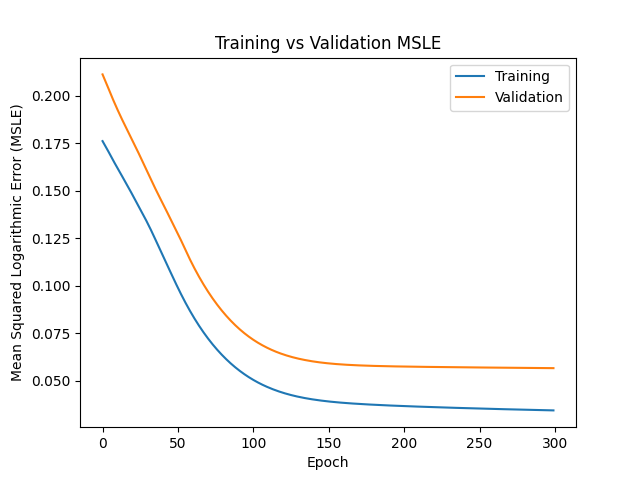 Training vs Validation MSLE
Training
Validation
Mean Squared Logarithmic Error (MSLE)
0.200
0.175
0.150
0.125
0.100
0.075
0.050
0 50 100 150 200 250 300
Epoch